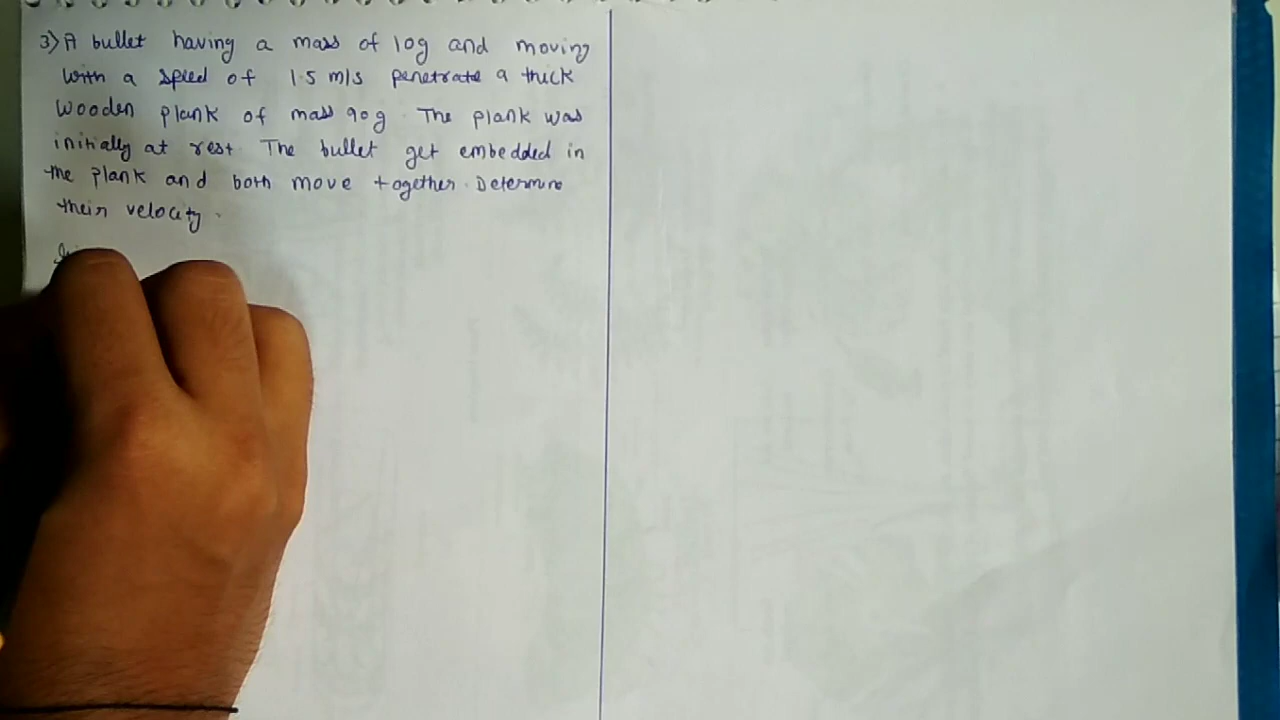 3) A bullet having a mass of 10g and moving
with a speed of 1.5 m/s penetrate a thick
wooden plank of mass 90g. The plank was
initially at rest. The bullet get embedded in
the plank and both move together. Determine
their velocity.